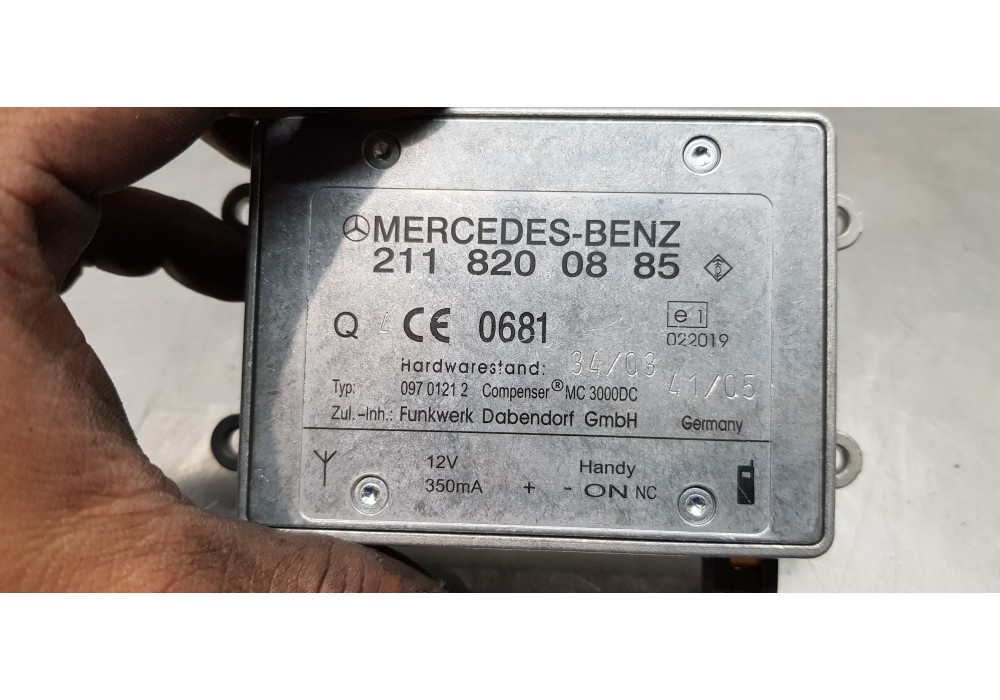 MERCEDES-BENZ
211 820 08 85
Q 4 CE 0681 e1
022019
Hardwarestand: 34/03
41/05
Typ: 097 0121 2 Compenser® MC 3000DC
Zul.-Inh.: Funkwerk Dabendorf GmbH Germany
12V Handy
350mA + - ON NC